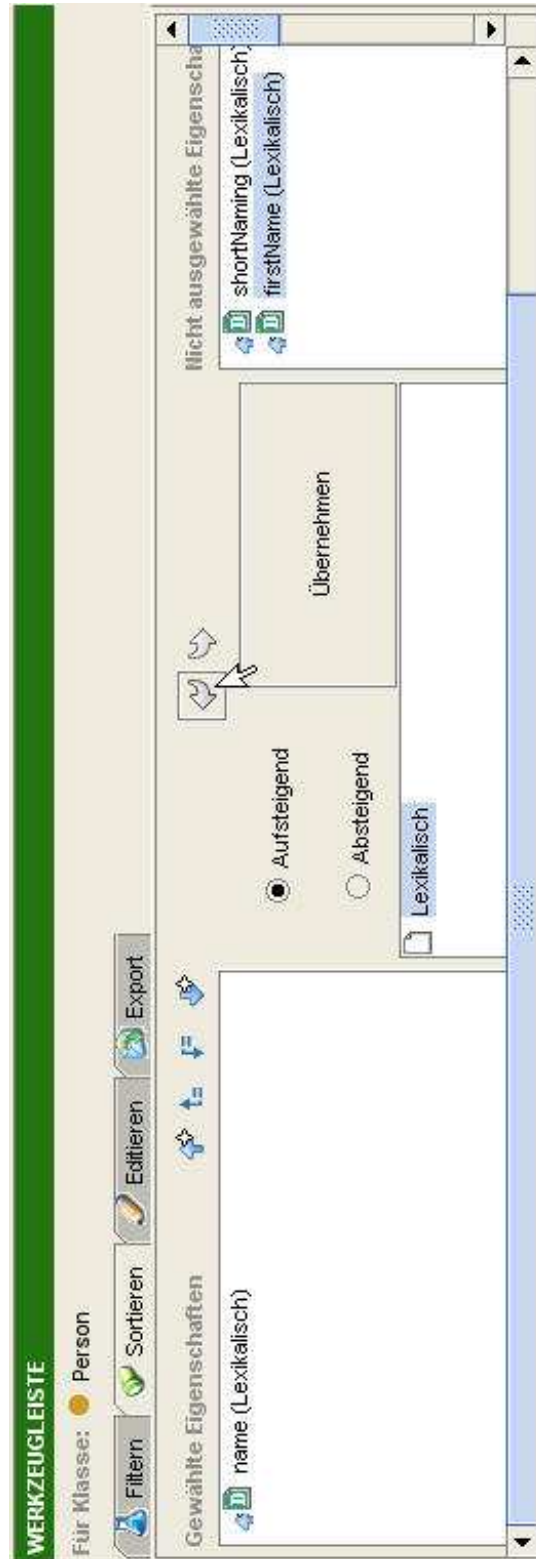 WERKZEUGLEISTE
Für Klasse: Person
Filtern Sortieren Editieren Export
Gewählte Eigenschaften
Nicht ausgewählte Eigenscha
name (Lexikalisch)
Aufsteigend
Absteigend
Übernehmen
Lexikalisch
shortNaming (Lexikalisch)
firstName (Lexikalisch)